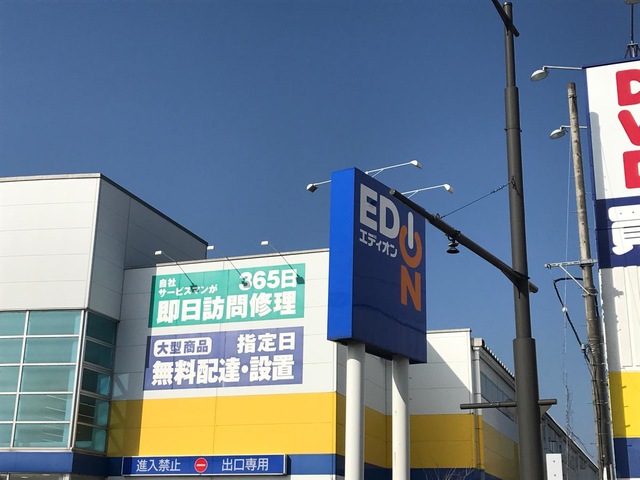 自社
サービスマンが
365日
即日訪問修理
大型商品
指定日
無料配達・設置
進入禁止
出口専用
EDION
エディオン
DVD
買